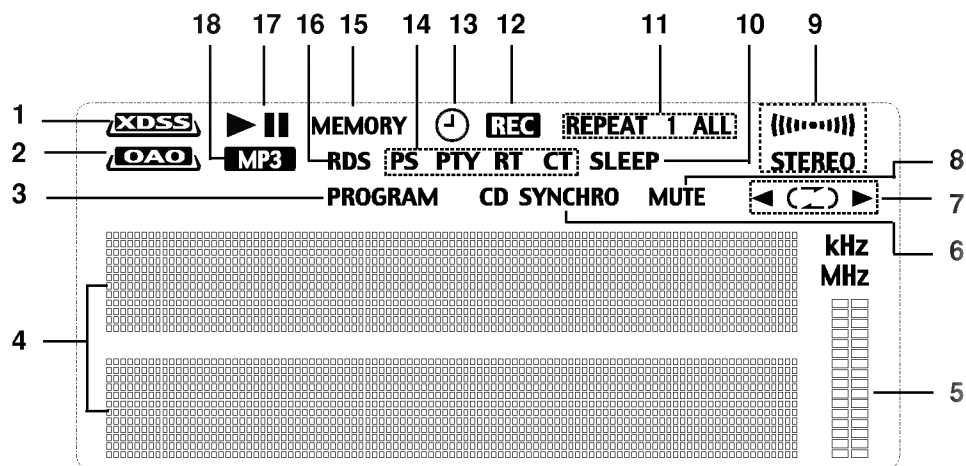 18 17 16 15 14 13 12 11 10 9
1 XDSS MEMORY REC REPEAT 1 ALL
2 OAO MP3 RDS PS PTY RT CT SLEEP STEREO 8
3 PROGRAM CD SYNCHRO MUTE 7
kHz 6
MHz
4
5